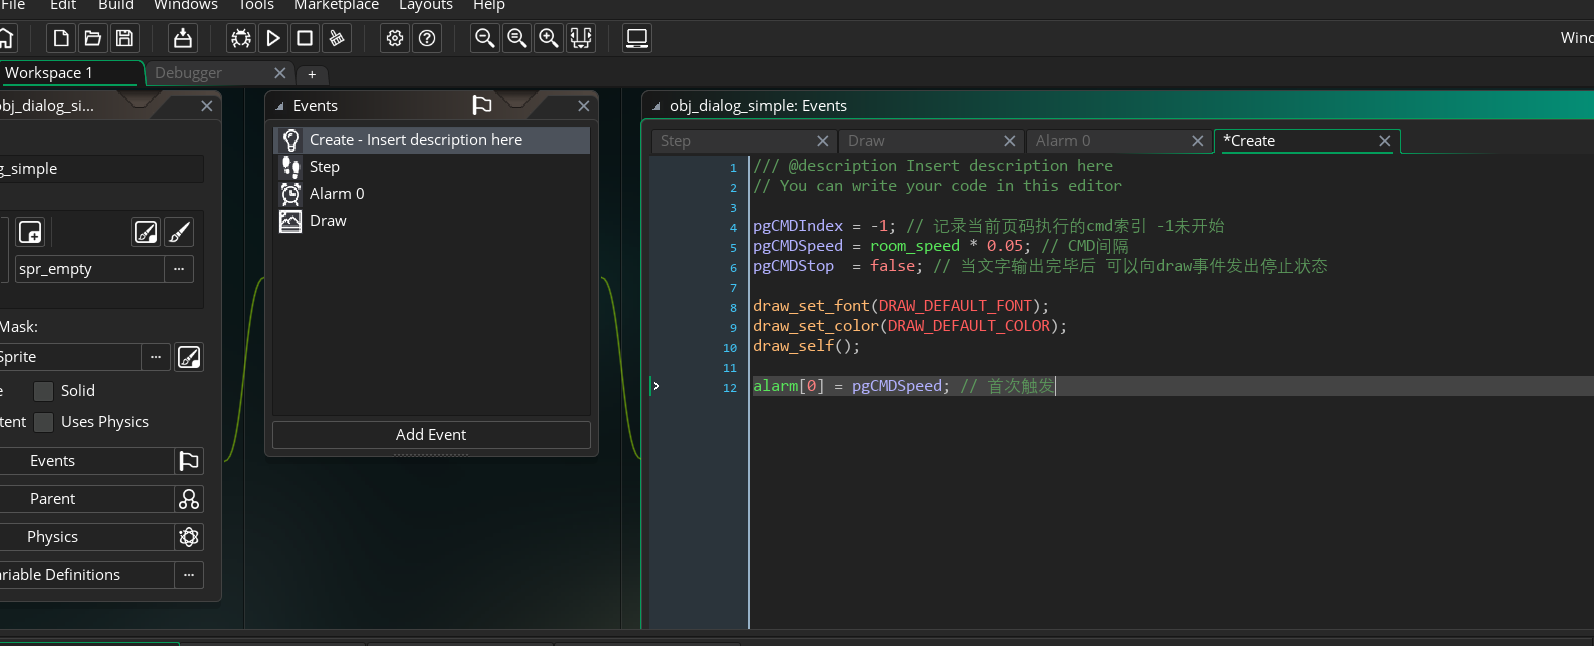 File Edit Build Windows Tools Marketplace Layouts Help
Wind
Workspace 1
Debugger
+
obj_dialog_si...
g_simple
spr_empty
...
Mask:
Sprite
...
Solid
Uses Physics
Events
Parent
Physics
ariable Definitions
...
Events
Create - Insert description here
Step
Alarm 0
Draw
Add Event
obj_dialog_simple: Events
Step
Draw
Alarm 0
*Create
1 /// @description Insert description here
2 // You can write your code in this editor
3
4 pgCMDIndex = -1; // 记录当前页码执行的cmd索引 -1未开始
5 pgCMDSpeed = room_speed * 0.05; // CMD间隔
6 pgCMDStop  = false; // 当文字输出完毕后 可以向draw事件发出停止状态
7
8 draw_set_font(DRAW_DEFAULT_FONT);
9 draw_set_color(DRAW_DEFAULT_COLOR);
10 draw_self();
11
12 alarm[0] = pgCMDSpeed; // 首次触发